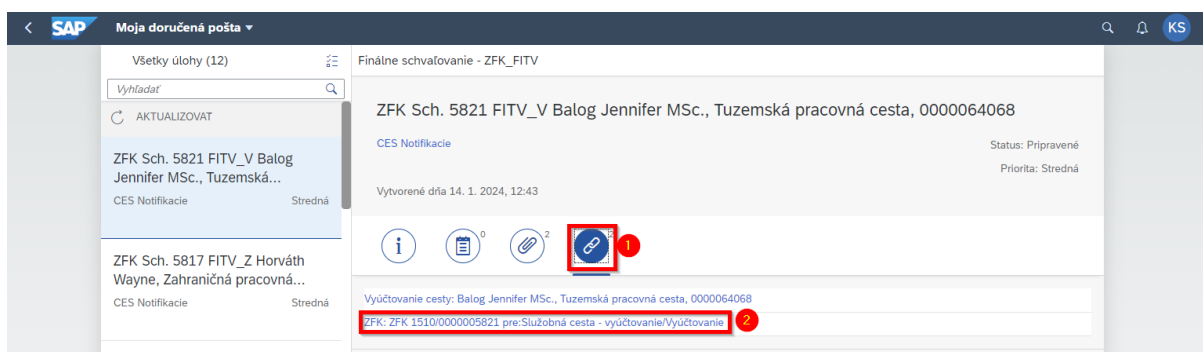 SAP Moja doručená pošta KS
Všetky úlohy (12)
Vyhľadať
AKTUALIZOVAT
ZFK Sch. 5821 FITV_V Balog
Jennifer MSc., Tuzemská...
CES Notifikacie Stredná
ZFK Sch. 5817 FITV_Z Horváth
Wayne, Zahraničná pracovná...
CES Notifikacie Stredná
Finálne schvaľovanie - ZFK_FITV
ZFK Sch. 5821 FITV_V Balog Jennifer MSc., Tuzemská pracovná cesta, 0000064068
CES Notifikacie
Status: Pripravené
Priorita: Stredná
Vytvorené dňa 14. 1. 2024, 12:43
0 2 2 1
Vyúčtovanie cesty: Balog Jennifer MSc., Tuzemská pracovná cesta, 0000064068
ZFK: ZFK 1510/0000005821 pre:Služobná cesta - vyúčtovanie/Vyúčtovanie 2